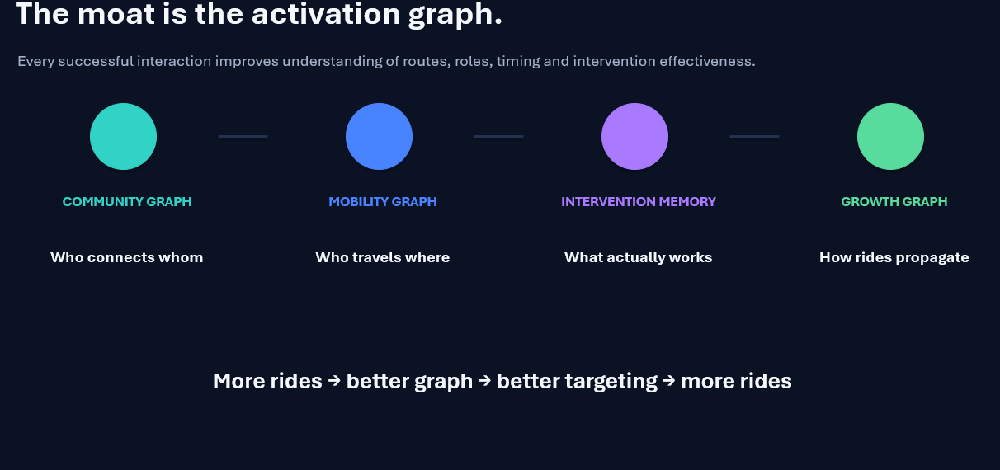 The moat is the activation graph.
Every successful interaction improves understanding of routes, roles, timing and intervention effectiveness.
COMMUNITY GRAPH
MOBILITY GRAPH
INTERVENTION MEMORY
GROWTH GRAPH
Who connects whom
Who travels where
What actually works
How rides propagate
More rides → better graph → better targeting → more rides